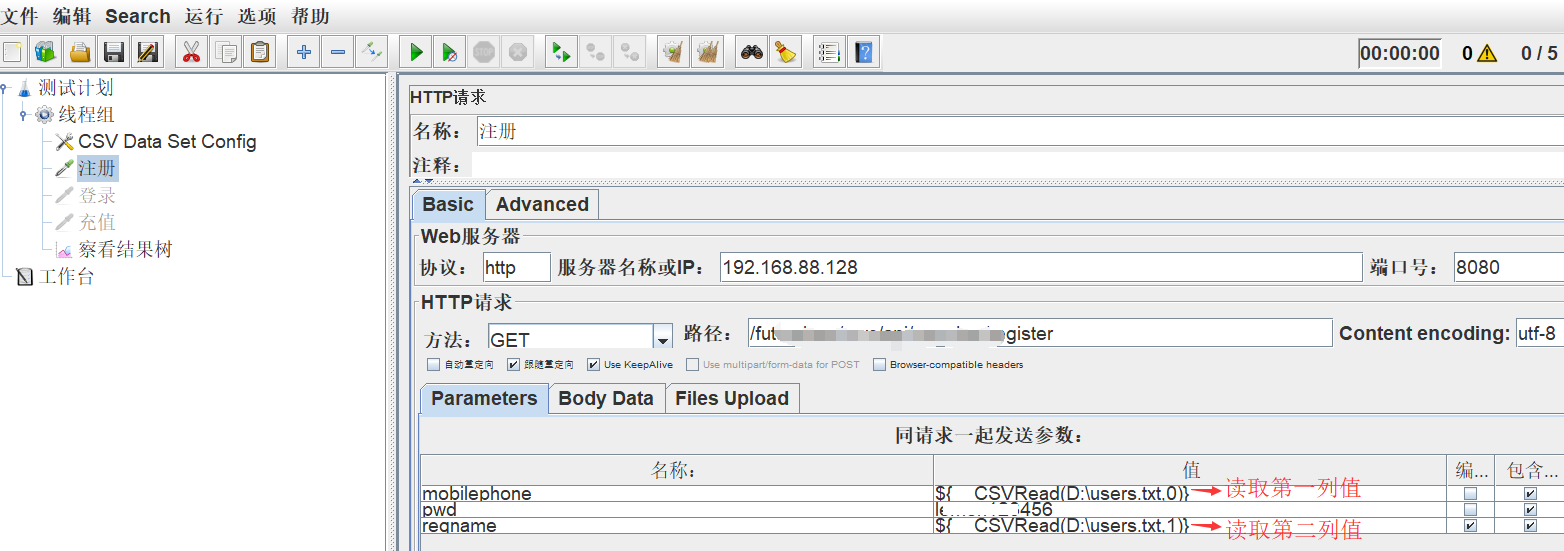 文件 编辑 Search 运行 选项 帮助
00:00:00 0 0 / 5
测试计划
线程组
CSV Data Set Config
注册
登录
充值
察看结果树
工作台
HTTP请求
名称： 注册
注释：
Basic Advanced
Web服务器
协议： http 服务器名称或IP： 192.168.88.128 端口号： 8080
HTTP请求
方法： GET 路径： /fut egister Content encoding: utf-8
自动重定向 跟随重定向 Use KeepAlive Use multipart/form-data for POST Browser-compatible headers
Parameters Body Data Files Upload
同请求一起发送参数：
名称： 值 编... 包含...
mobilephone ${__CSVRead(D:\users.txt,0)} 读取第一列值
pwd 456
regname ${__CSVRead(D:\users.txt,1)} 读取第二列值